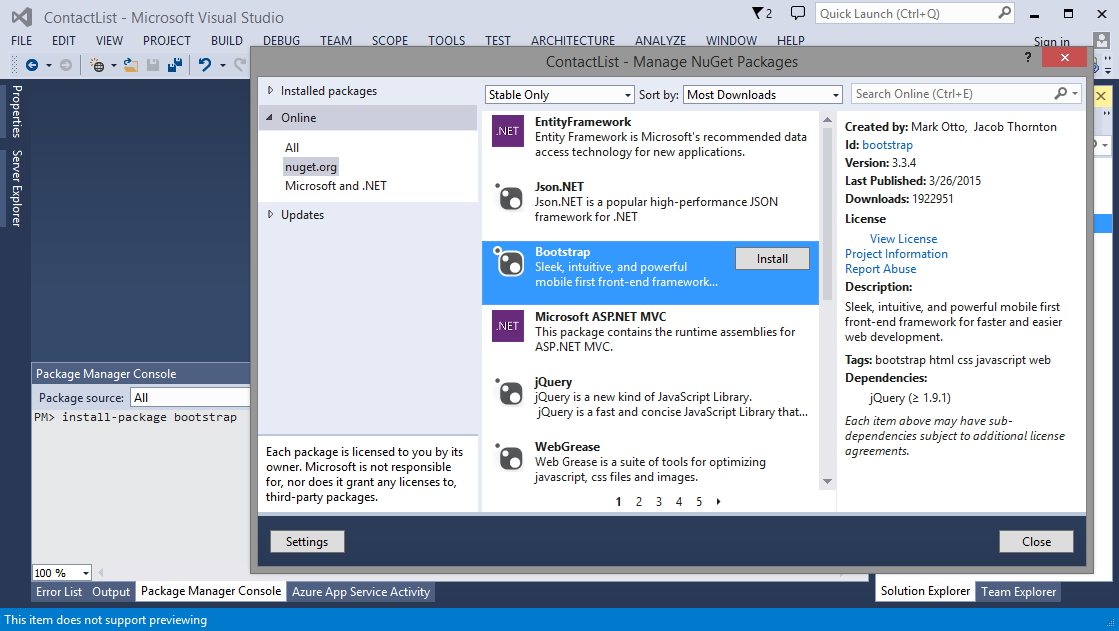 ContactList - Microsoft Visual Studio
2
Quick Launch (Ctrl+Q)
FILE EDIT VIEW PROJECT BUILD DEBUG TEAM SCOPE TOOLS TEST ARCHITECTURE ANALYZE WINDOW HELP
Sign in
Properties
Server Explorer
ContactList - Manage NuGet Packages
?
Installed packages
Online
All
nuget.org
Microsoft and .NET
Updates
Each package is licensed to you by its
owner. Microsoft is not responsible
for, nor does it grant any licenses to,
third-party packages.
Stable Only
Sort by: Most Downloads
Search Online (Ctrl+E)
.NET
EntityFramework
Entity Framework is Microsoft's recommended data
access technology for new applications.
Json.NET
Json.NET is a popular high-performance JSON
framework for .NET
Bootstrap
Sleek, intuitive, and powerful
mobile first front-end framework...
Install
.NET
Microsoft ASP.NET MVC
This package contains the runtime assemblies for
ASP.NET MVC.
jQuery
jQuery is a new kind of JavaScript Library.
jQuery is a fast and concise JavaScript Library that...
WebGrease
Web Grease is a suite of tools for optimizing
javascript, css files and images.
1 2 3 4 5
Created by: Mark Otto, Jacob Thornton
Id: bootstrap
Version: 3.3.4
Last Published: 3/26/2015
Downloads: 1922951
License
View License
Project Information
Report Abuse
Description:
Sleek, intuitive, and powerful mobile first
front-end framework for faster and easier
web development.
Tags: bootstrap html css javascript web
Dependencies:
jQuery (≥ 1.9.1)
Each item above may have sub-
dependencies subject to additional license
agreements.
Settings
Close
Package Manager Console
Package source: All
PM> install-package bootstrap
100 %
Error List Output Package Manager Console Azure App Service Activity
Solution Explorer Team Explorer
This item does not support previewing